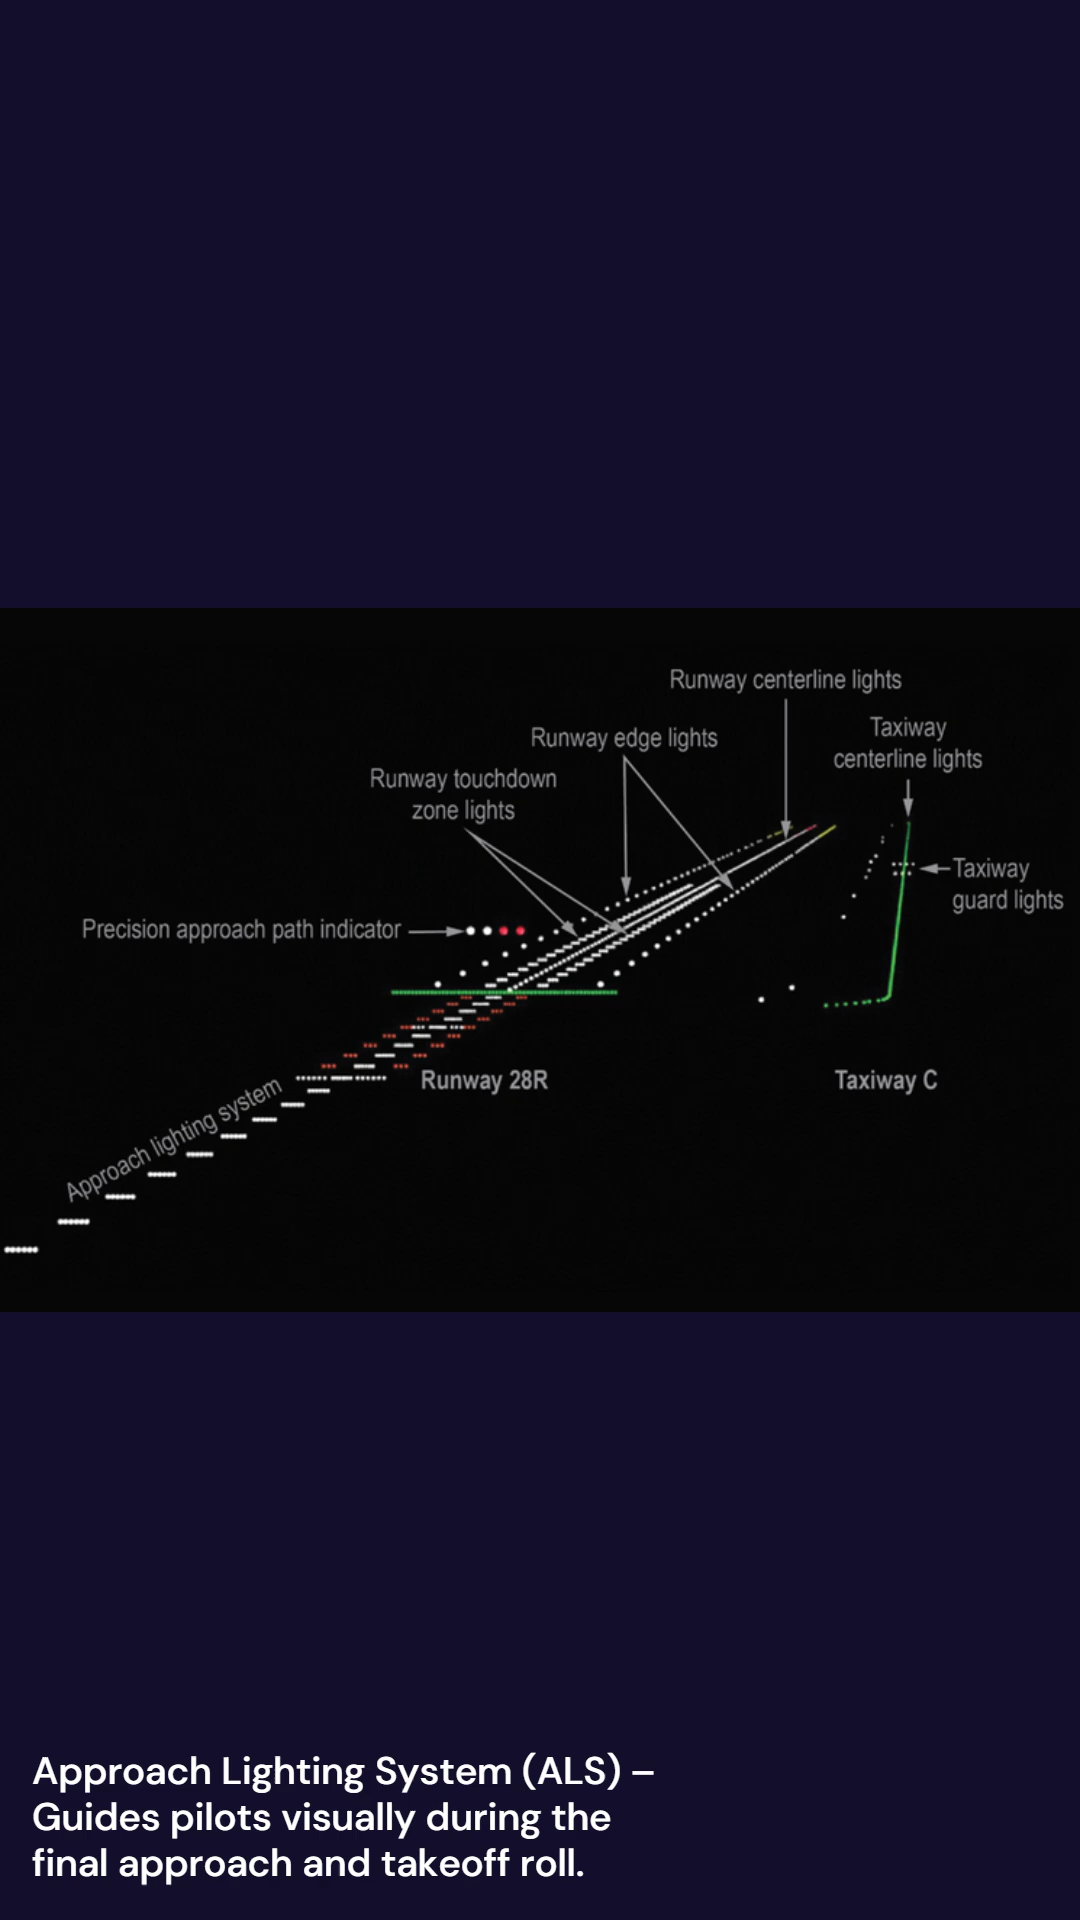 Runway centerline lights
Taxiway
centerline lights
Runway edge lights
Runway touchdown
zone lights
Taxiway
guard lights
Precision approach path indicator
Approach lighting system
Runway 28R
Taxiway C
Approach Lighting System (ALS) –
Guides pilots visually during the
final approach and takeoff roll.